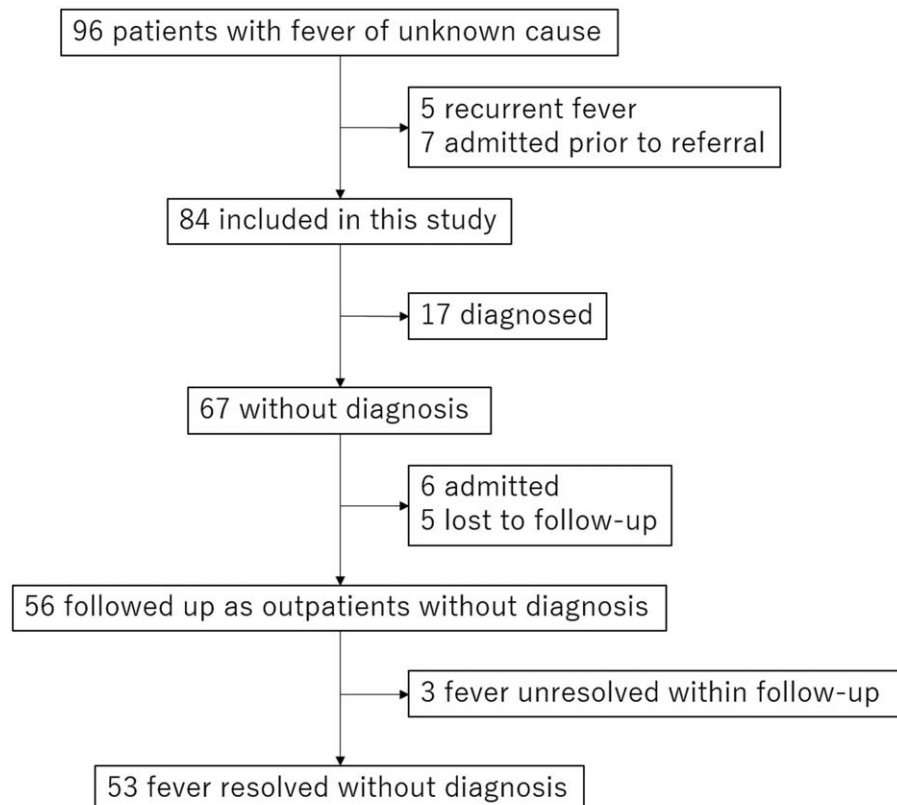 96 patients with fever of unknown cause
5 recurrent fever
7 admitted prior to referral
84 included in this study
17 diagnosed
67 without diagnosis
6 admitted
5 lost to follow-up
56 followed up as outpatients without diagnosis
3 fever unresolved within follow-up
53 fever resolved without diagnosis